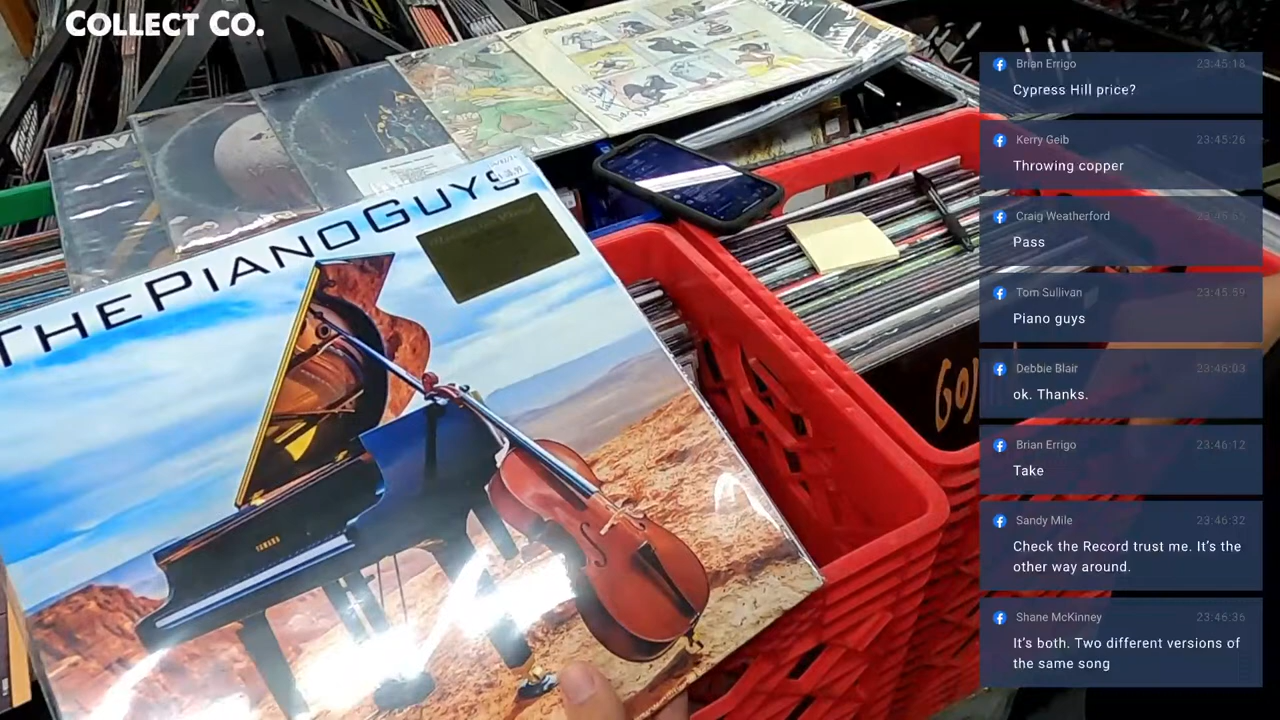 COLLECT CO.
THEPIANOGUYS
YAMAHA
Brian Errigo 23:45:18
Cypress Hill price?
Kerry Geib 23:45:26
Throwing copper
Craig Weatherford
Pass
Tom Sullivan 23:45:59
Piano guys
Debbie Blair 23:46:03
ok. Thanks.
Brian Errigo 23:46:12
Take
Sandy Mile 23:46:32
Check the Record trust me. It's the
other way around.
Shane McKinney 23:46:36
It's both. Two different versions of
the same song